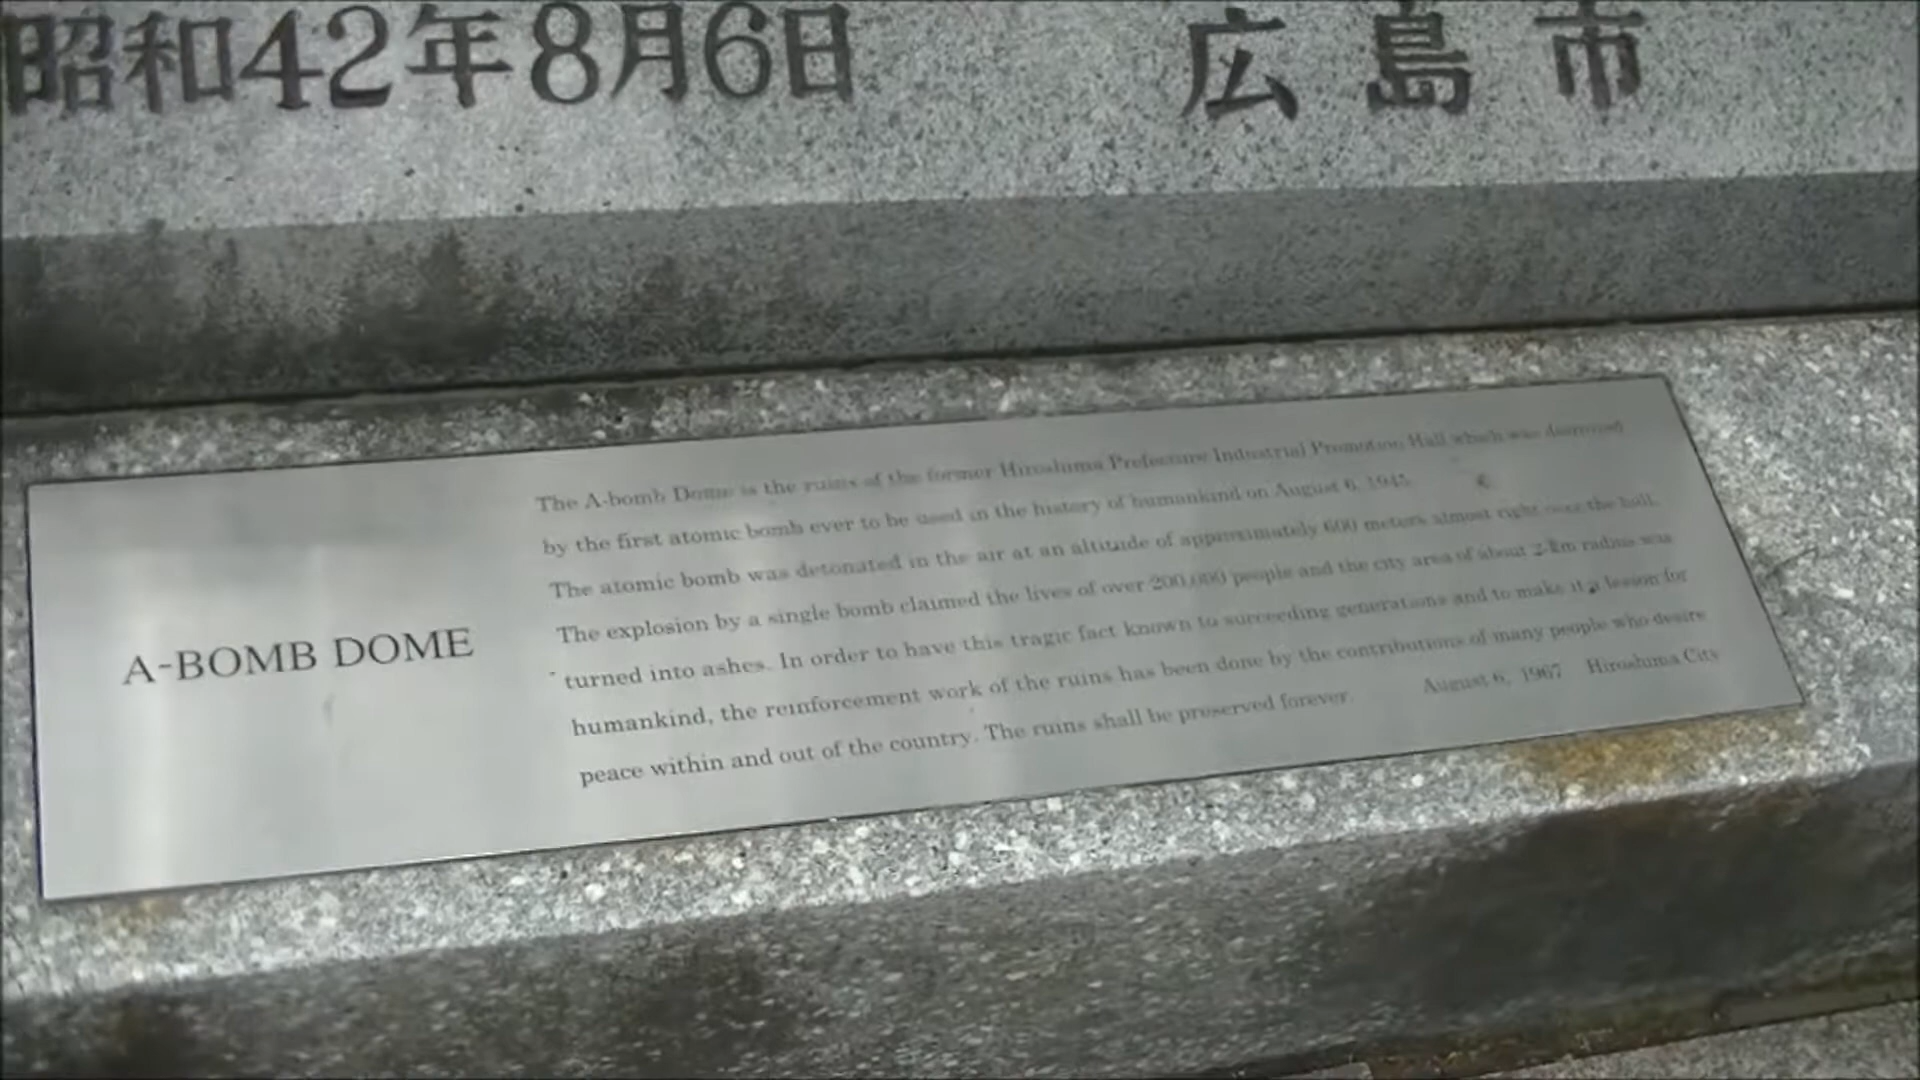 昭和42年8月6日 広島市
A-BOMB DOME
The A-bomb Dome is the ruins of the former Hiroshima Prefecture Industrial Promotion Hall which was destroyed
by the first atomic bomb ever to be used in the history of humankind on August 6, 1945.
The atomic bomb was detonated in the air at an altitude of approximately 600 meters almost right over the hall.
The explosion by a single bomb claimed the lives of over 200,000 people and the city area of about 2-km radius was
turned into ashes. In order to have this tragic fact known to succeeding generations and to make it a lesson for
humankind, the reinforcement work of the ruins has been done by the contributions of many people who desire
peace within and out of the country. The ruins shall be preserved forever.
August 6, 1967 Hiroshima City